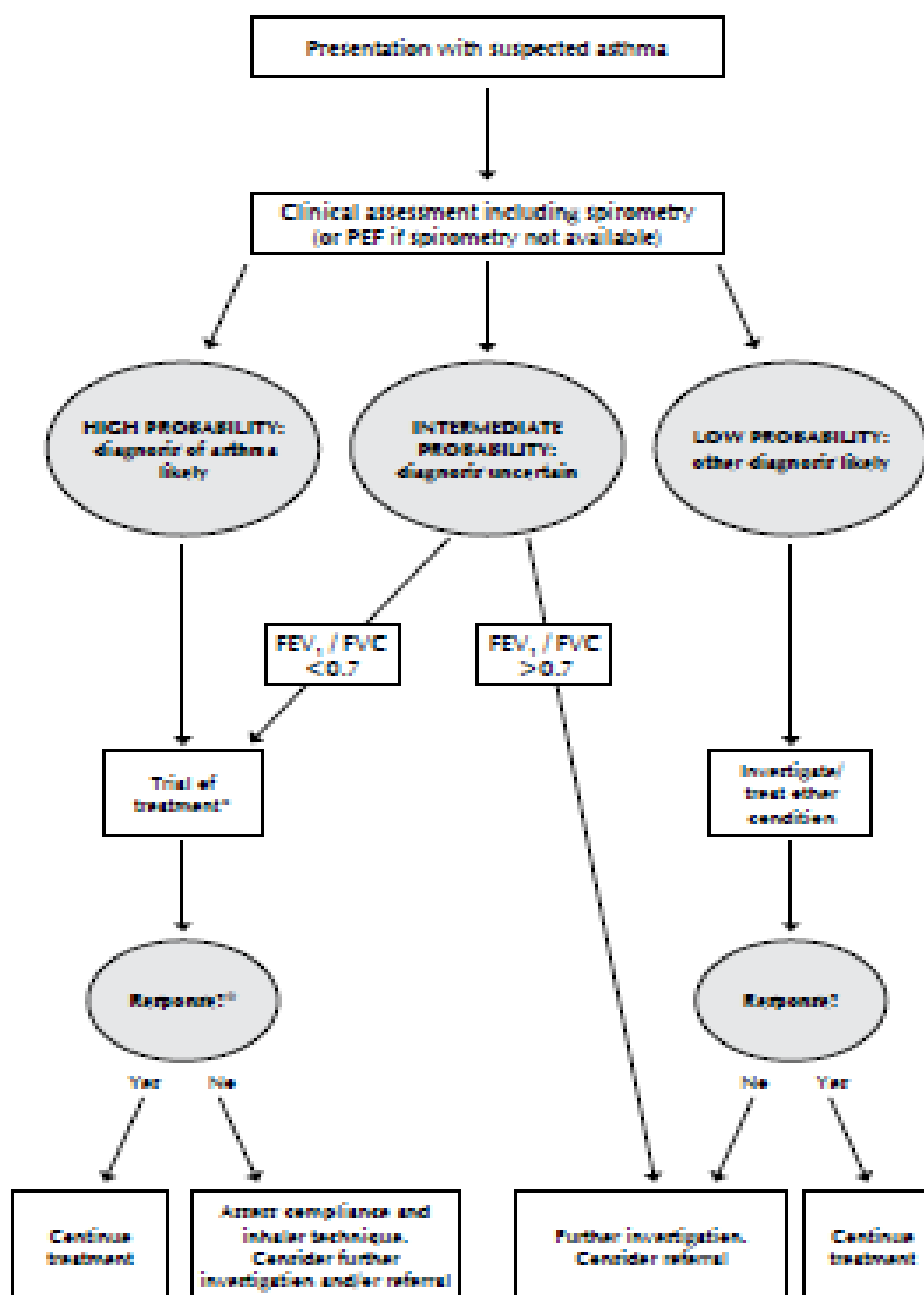 Presentation with suspected asthma
Clinical assessment including spirometry
(or PEF if spirometry not available)
HIGH PROBABILITY:
diagnosis of asthma
likely
INTERMEDIATE
PROBABILITY:
diagnosis uncertain
LOW PROBABILITY:
other diagnosis likely
FEV₁ / FVC
<0.7
FEV₁ / FVC
>0.7
Trial of
treatment*
Investigate/
treat other
condition
Response?*
Response?
Yes No
No Yes
Continue
treatment
Assess compliance and
inhaler technique.
Consider further
investigation and/or referral
Further investigation.
Consider referral
Continue
treatment